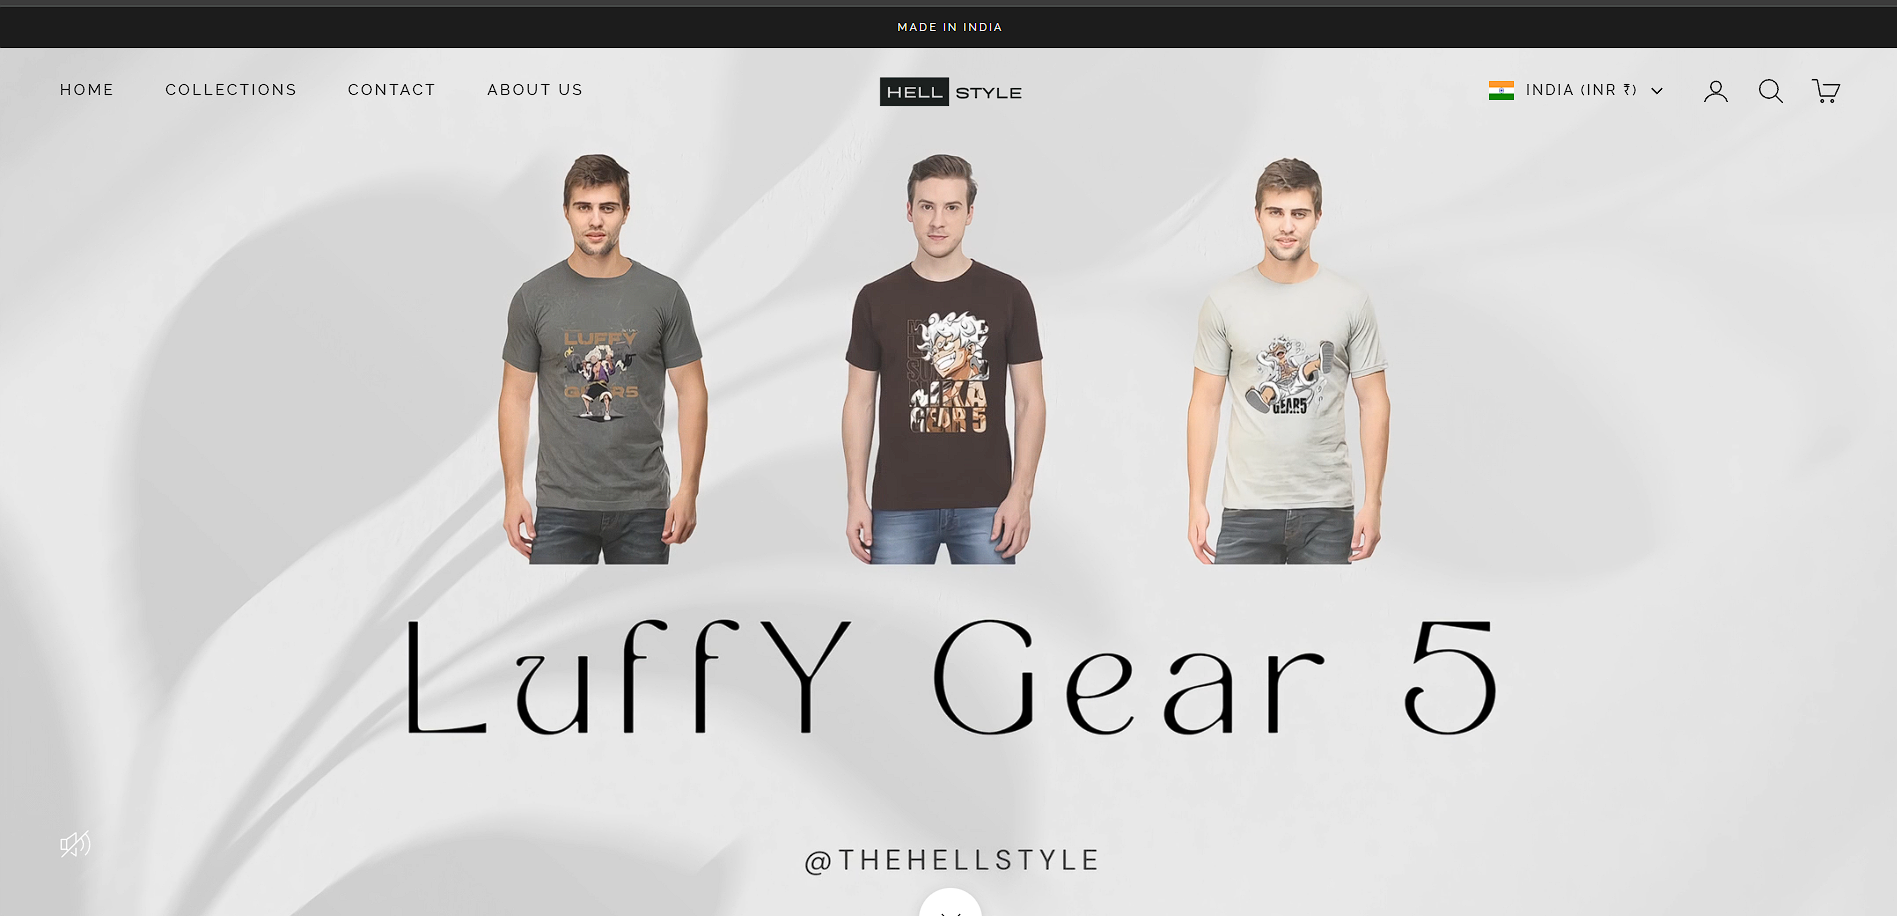 MADE IN INDIA
HOME COLLECTIONS CONTACT ABOUT US
HELL STYLE
INDIA (INR ₹)
LUFFY
GEAR5
NIKA
GEAR 5
GEAR5
LuffY Gear 5
@THEHELLSTYLE